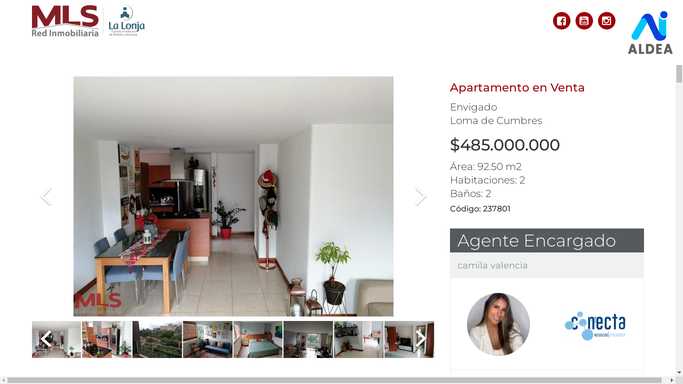 MLS
Red Inmobiliaria
La Lonja
ALDEA
Apartamento en Venta
Envigado
Loma de Cumbres
$485.000.000
Área: 92.50 m2
Habitaciones: 2
Baños: 2
Código: 237801
MLS
Agente Encargado
camila valencia
conecta